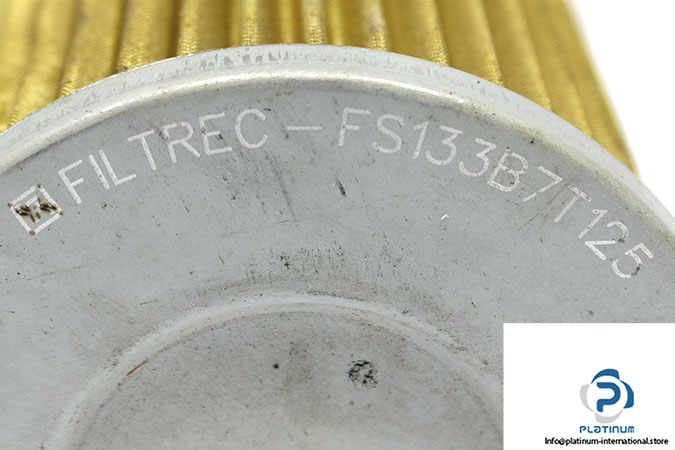 FILTREC - FS133B7T125
PLATINUM
Info@platinum-international.store